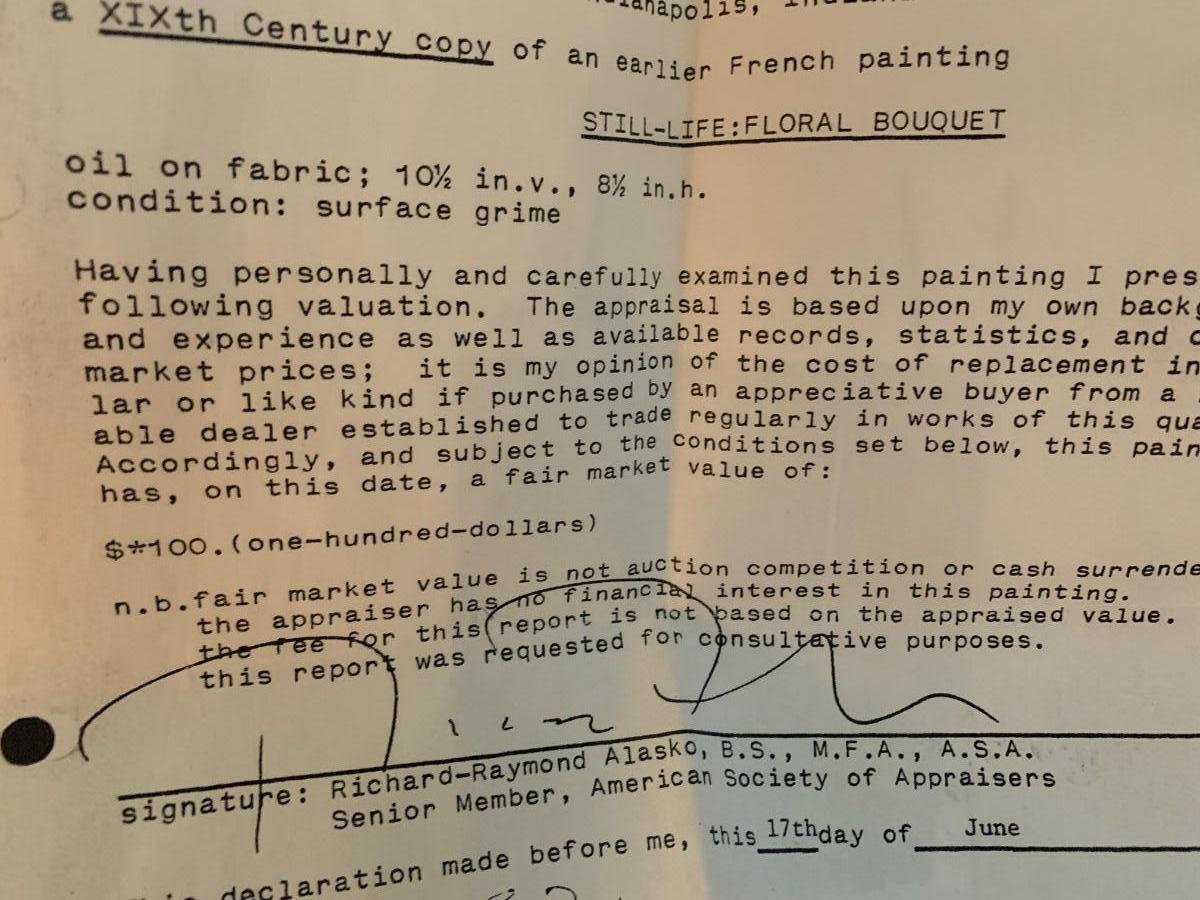 Indianapolis,
a XIXth Century copy of an earlier French painting
STILL-LIFE:FLORAL BOUQUET
oil on fabric; 10½ in.v., 8½ in.h.
condition: surface grime
Having personally and carefully examined this painting I pres
following valuation. The appraisal is based upon my own backg
and experience as well as available records, statistics, and c
market prices; it is my opinion of the cost of replacement in
lar or like kind if purchased by an appreciative buyer from a
able dealer established to trade regularly in works of this qua
Accordingly, and subject to the conditions set below, this pain
has, on this date, a fair market value of:
$*100.(one-hundred-dollars)
n.b.fair market value is not auction competition or cash surrende
the appraiser has no financial interest in this painting.
the fee for this report is not based on the appraised value.
this report was requested for consultative purposes.
signature: Richard-Raymond Alasko, B.S., M.F.A., A.S.A.
Senior Member, American Society of Appraisers
declaration made before me, this 17th day of June